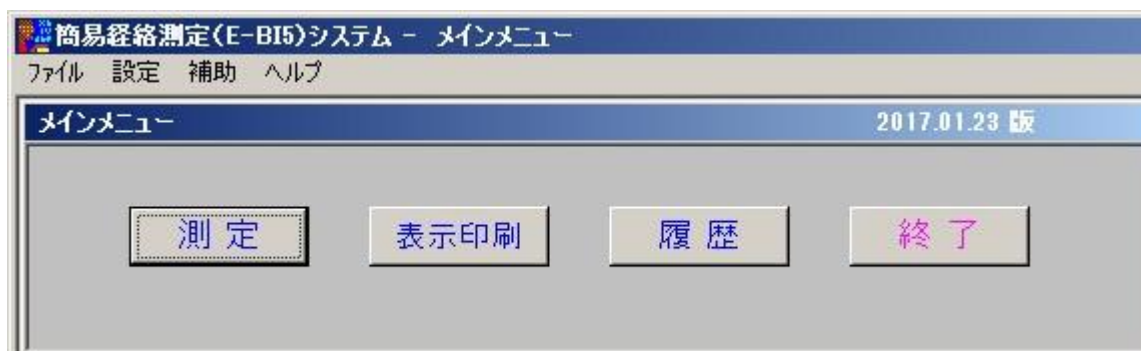 簡易経絡測定(E-BI5)システム - メインメニュー
ファイル 設定 補助 ヘルプ
メインメニュー 2017.01.23 版
測 定 表示印刷 履 歴 終 了